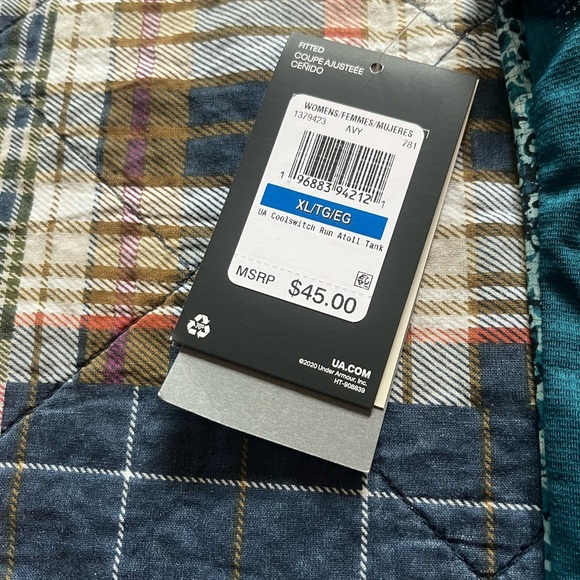 FITTED
COUPE AJUSTÉE
CEÑIDO
WOMENS/FEMMES/MUJERES
1379423 AVY 781
1 96883 94212 1
XL/TG/EG
UA Coolswitch Run Atoll Tank
MSRP $45.00
UA.COM
©2020 Under Armour, Inc.
HT-908839